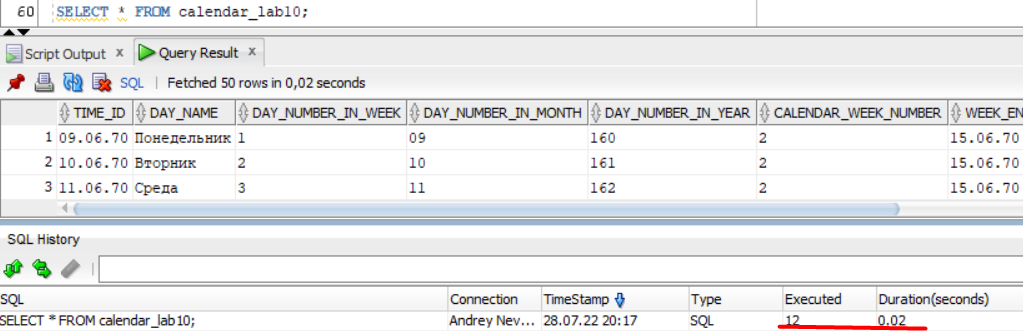 60 SELECT * FROM calendar_lab10;
Script Output x Query Result x
SQL | Fetched 50 rows in 0,02 seconds
TIME_ID DAY_NAME DAY_NUMBER_IN_WEEK DAY_NUMBER_IN_MONTH DAY_NUMBER_IN_YEAR CALENDAR_WEEK_NUMBER WEEK_EN
1 09.06.70 Понедельник 1 09 160 2 15.06.70
2 10.06.70 Вторник 2 10 161 2 15.06.70
3 11.06.70 Среда 3 11 162 2 15.06.70
SQL History
SQL Connection TimeStamp Type Executed Duration(seconds)
SELECT * FROM calendar_lab10; Andrey Nev... 28.07.22 20:17 SQL 12 0.02